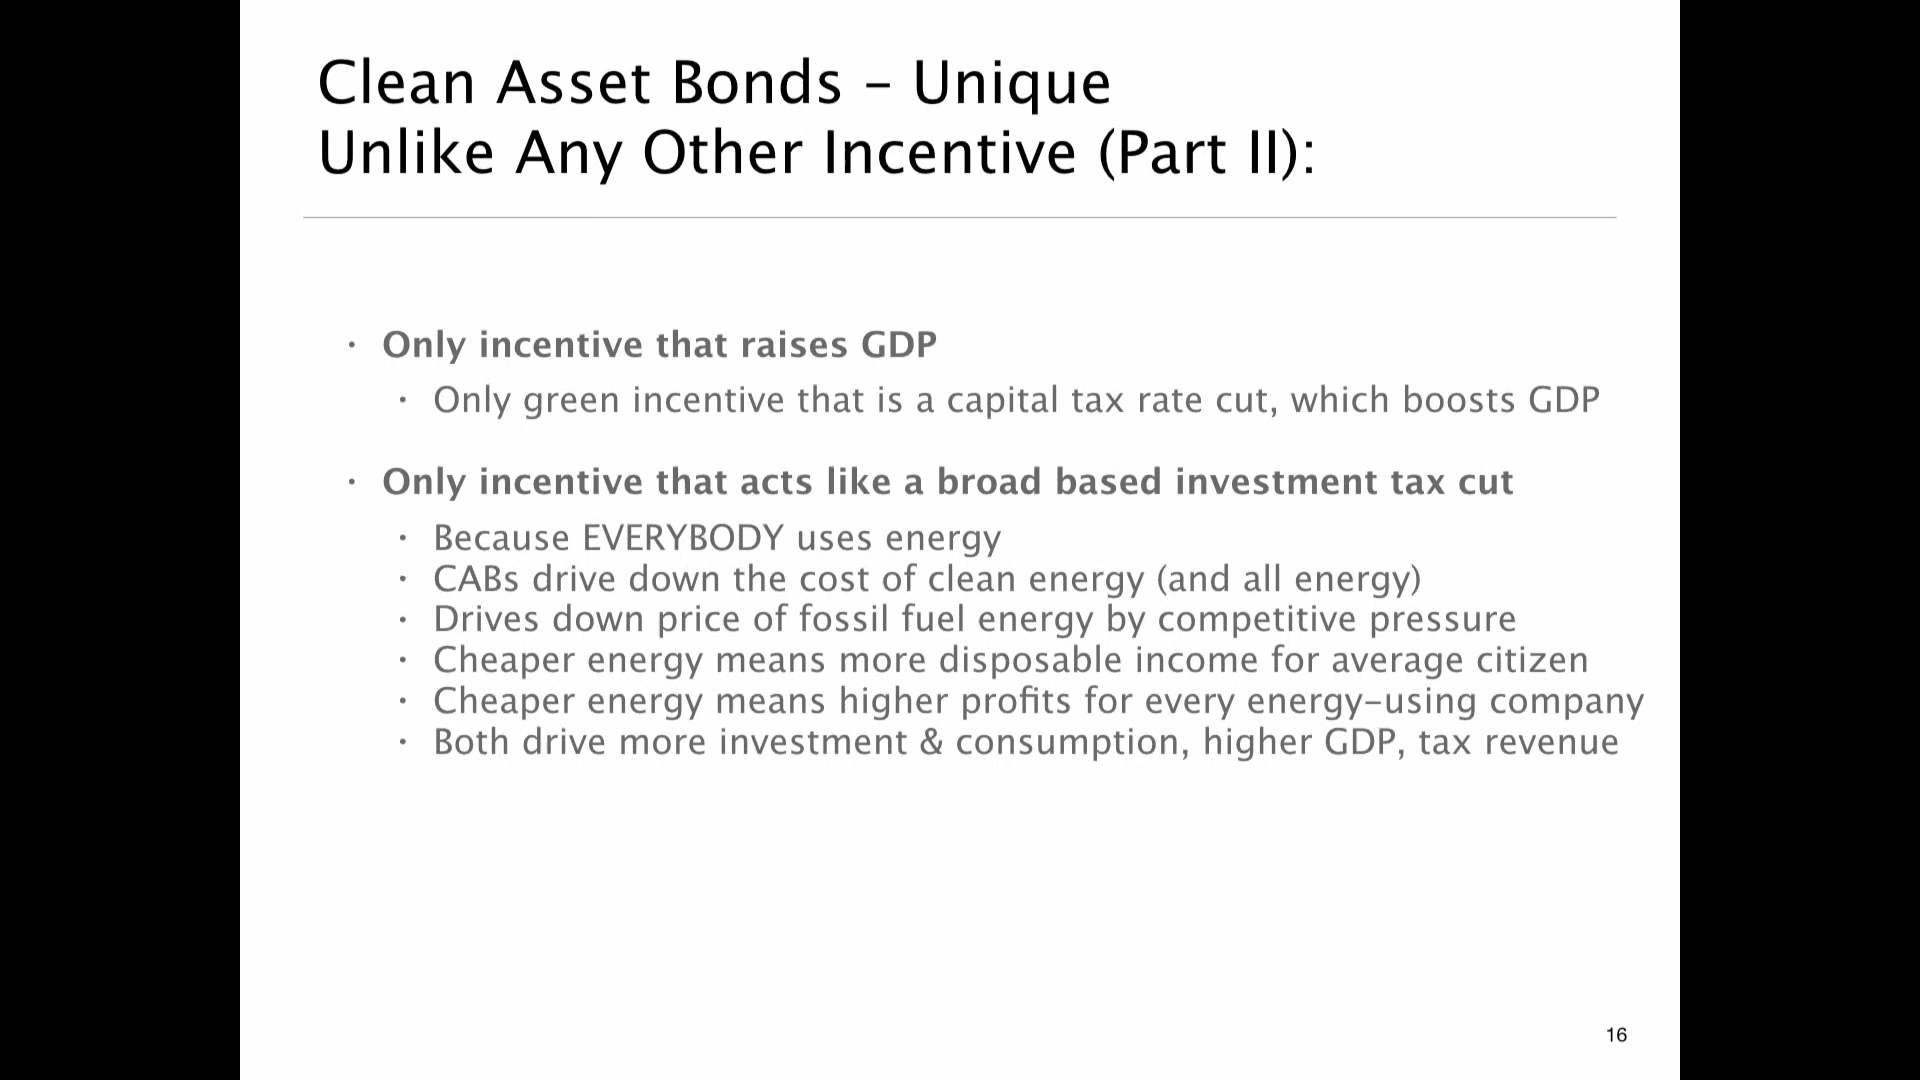 Clean Asset Bonds – Unique
Unlike Any Other Incentive (Part II):
• Only incentive that raises GDP
• Only green incentive that is a capital tax rate cut, which boosts GDP
• Only incentive that acts like a broad based investment tax cut
• Because EVERYBODY uses energy
• CABs drive down the cost of clean energy (and all energy)
• Drives down price of fossil fuel energy by competitive pressure
• Cheaper energy means more disposable income for average citizen
• Cheaper energy means higher profits for every energy–using company
• Both drive more investment & consumption, higher GDP, tax revenue
16